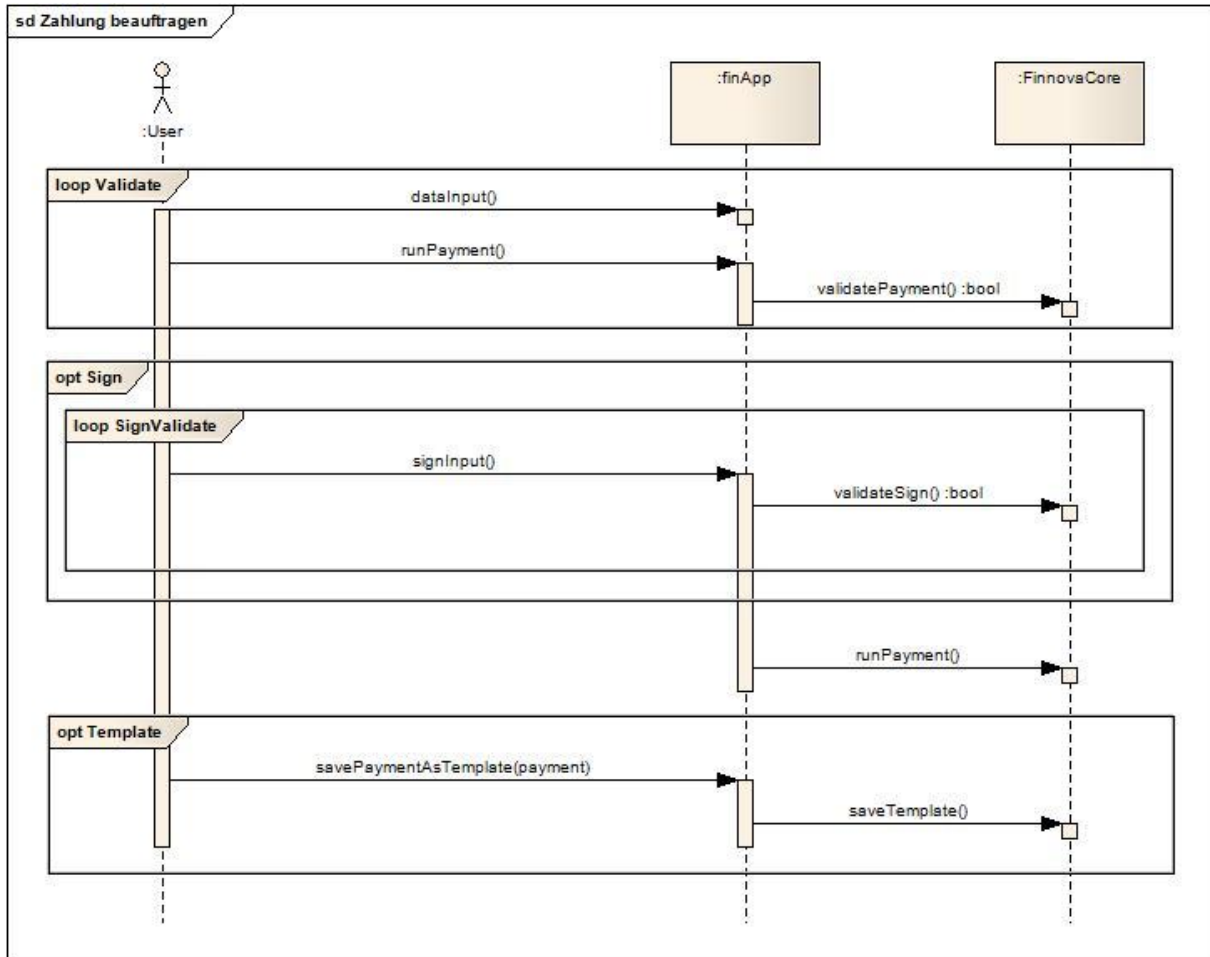 sd Zahlung beauftragen
:User
:finApp
:FinnovaCore
loop Validate
dataInput()
runPayment()
validatePayment() :bool
opt Sign
loop SignValidate
signInput()
validateSign() :bool
runPayment()
opt Template
savePaymentAsTemplate(payment)
saveTemplate()